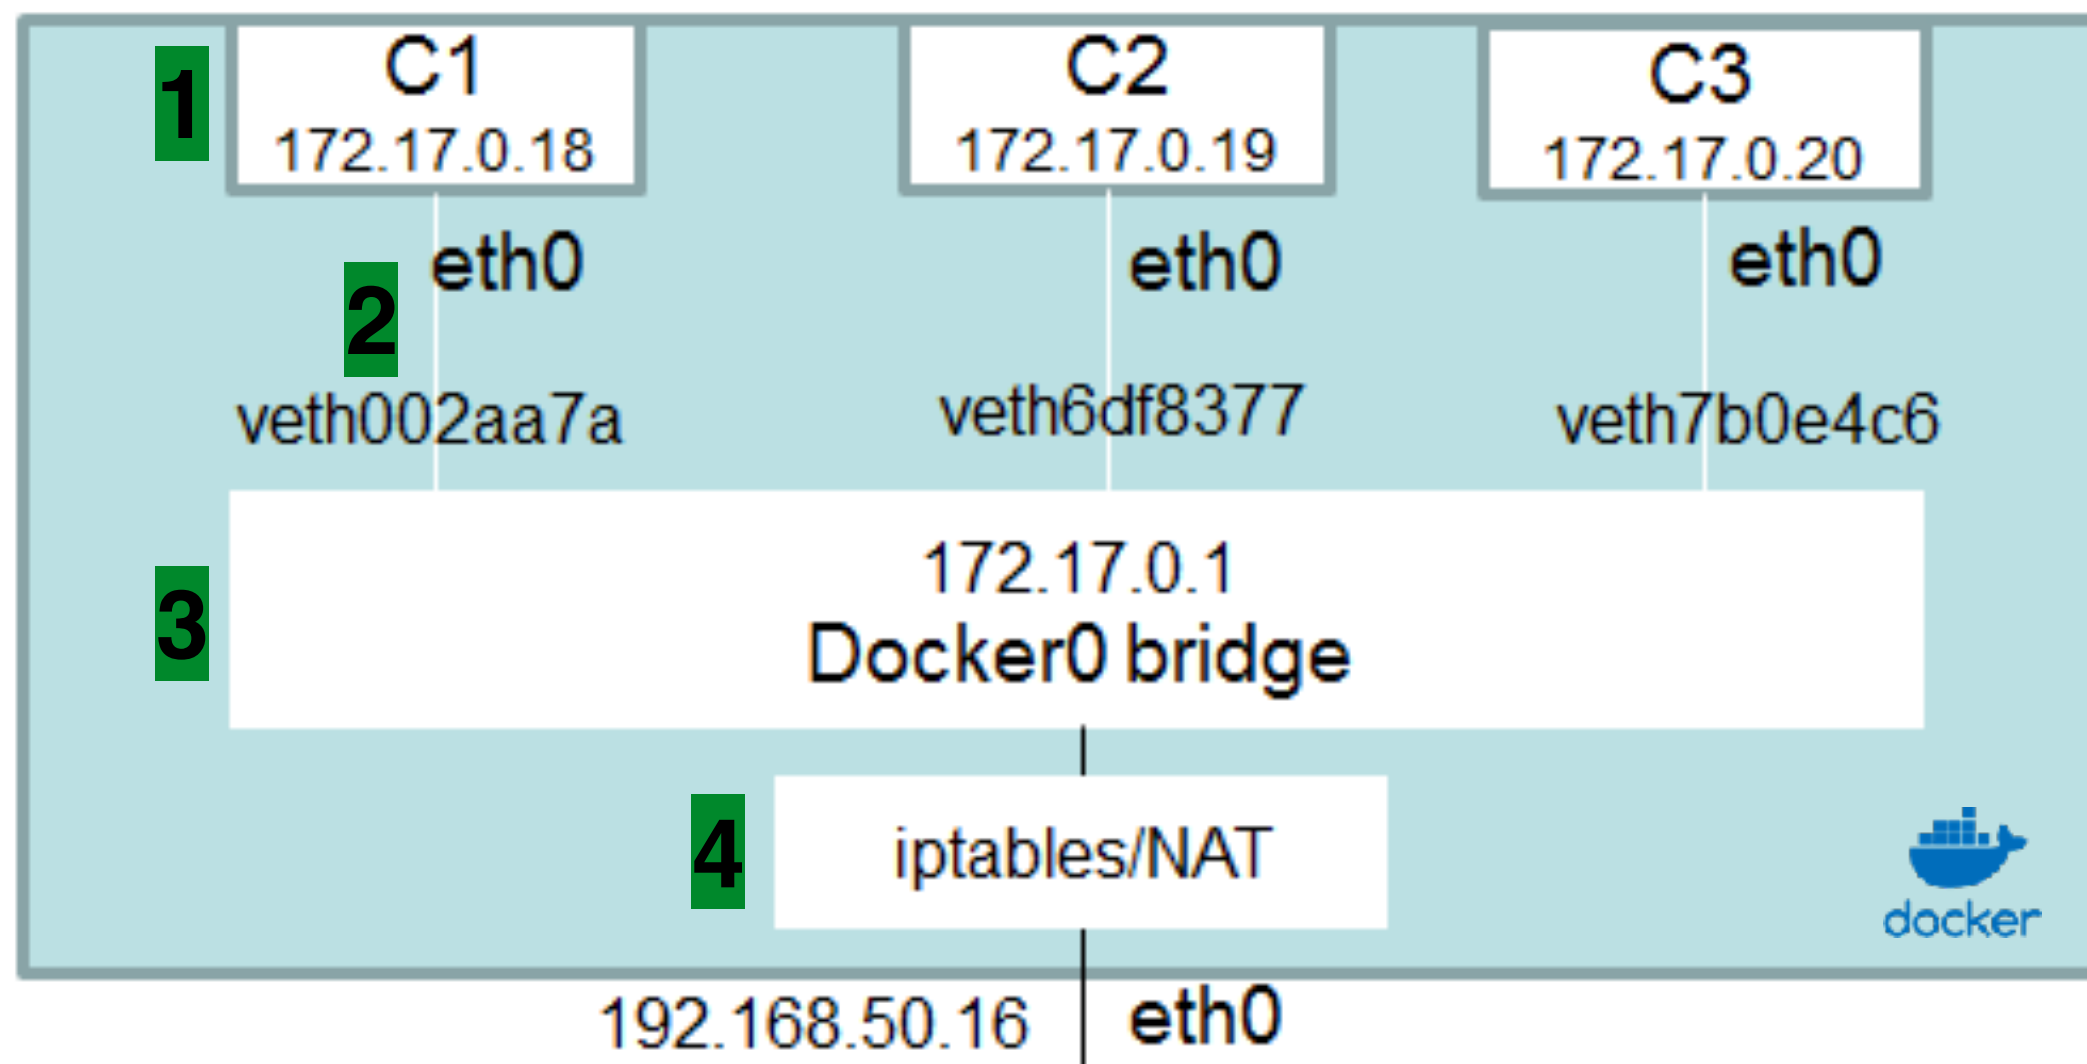 1
C1
172.17.0.18
C2
172.17.0.19
C3
172.17.0.20
eth0
eth0
eth0
2
veth002aa7a
veth6df8377
veth7b0e4c6
3
172.17.0.1
Docker0 bridge
4
iptables/NAT
docker
192.168.50.16
eth0